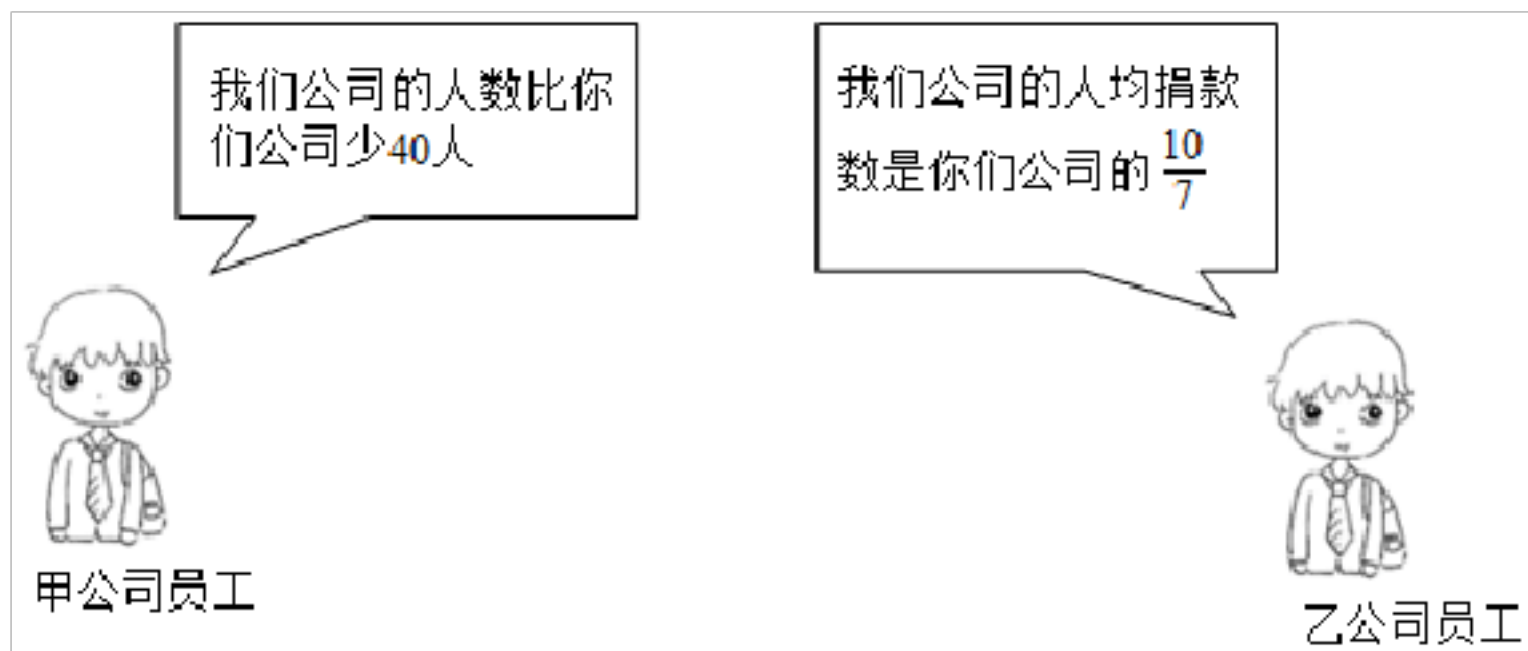 我们公司的人数比你
们公司少40人
我们公司的人均捐款
数是你们公司的 10/7
甲公司员工
乙公司员工